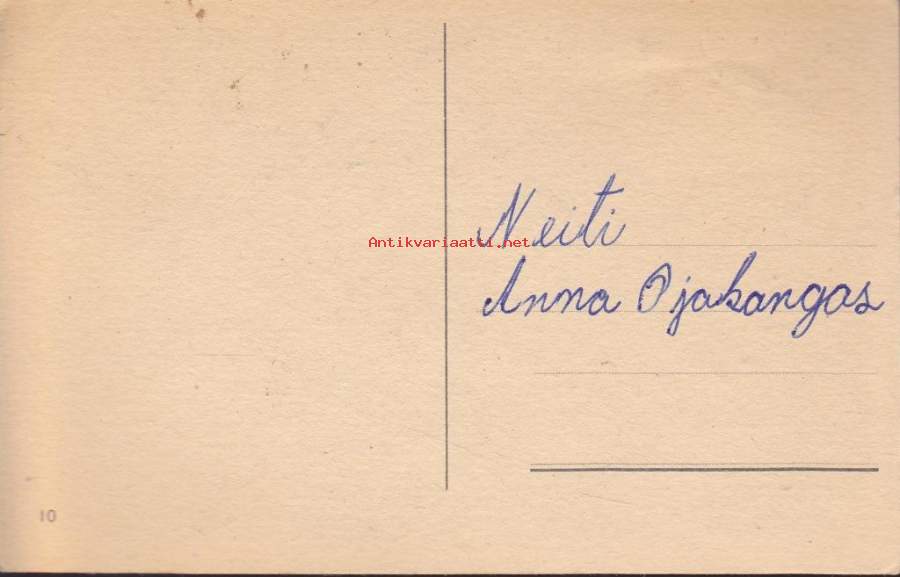 Antikvariaatti.net
Neiti
Anna Ojakangas
10